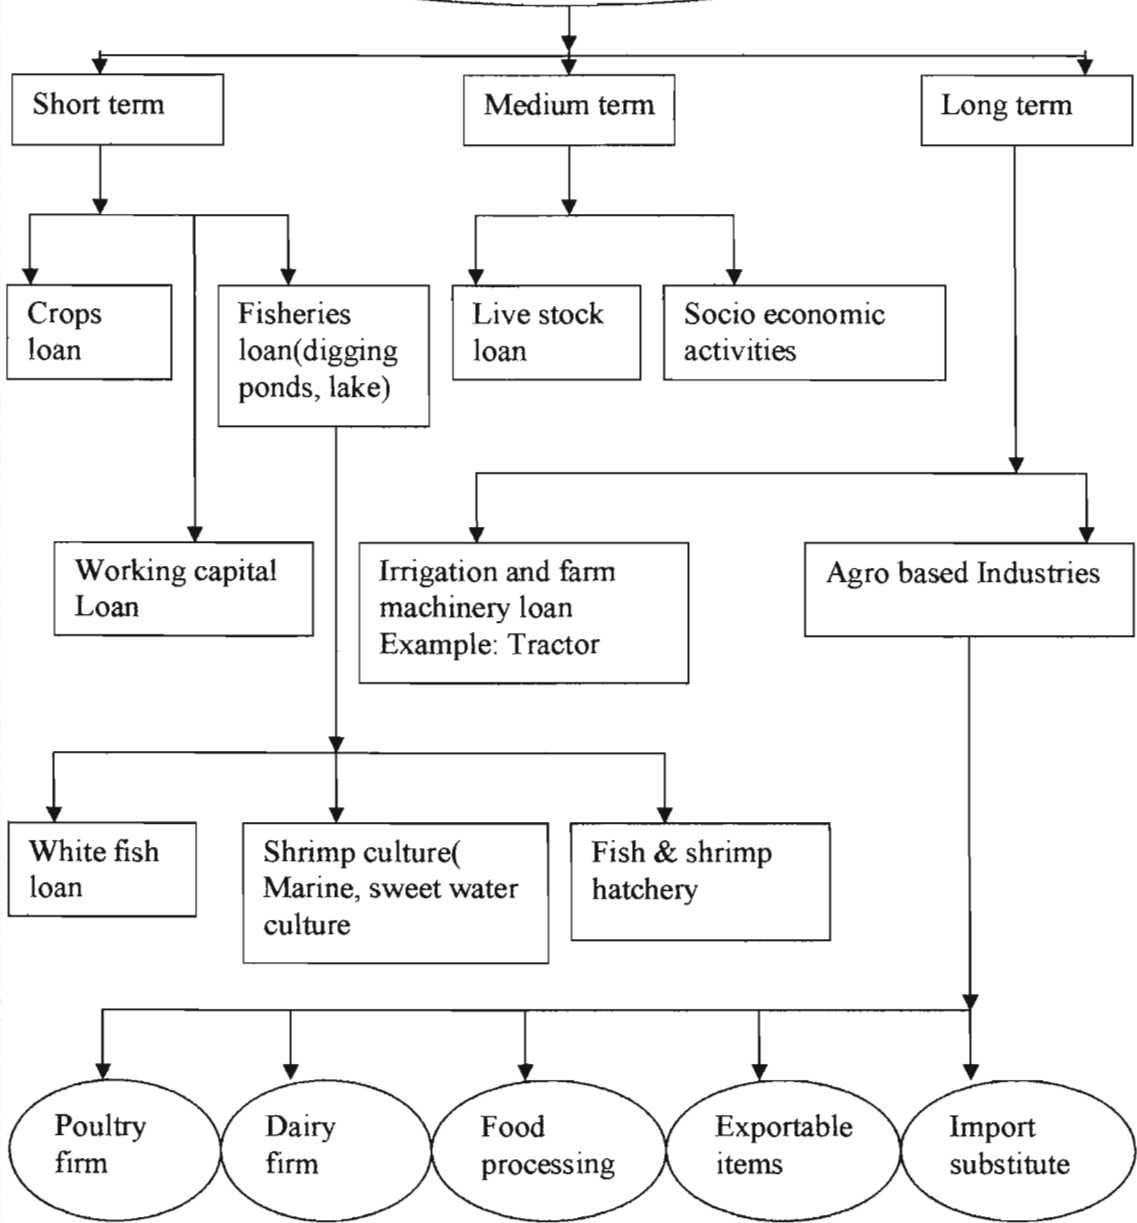 Short term
Medium term
Long term
Crops
loan
Fisheries
loan(digging
ponds, lake)
Live stock
loan
Socio economic
activities
Working capital
Loan
Irrigation and farm
machinery loan
Example: Tractor
Agro based Industries
White fish
loan
Shrimp culture(
Marine, sweet water
culture
Fish & shrimp
hatchery
Poultry
firm
Dairy
firm
Food
processing
Exportable
items
Import
substitute